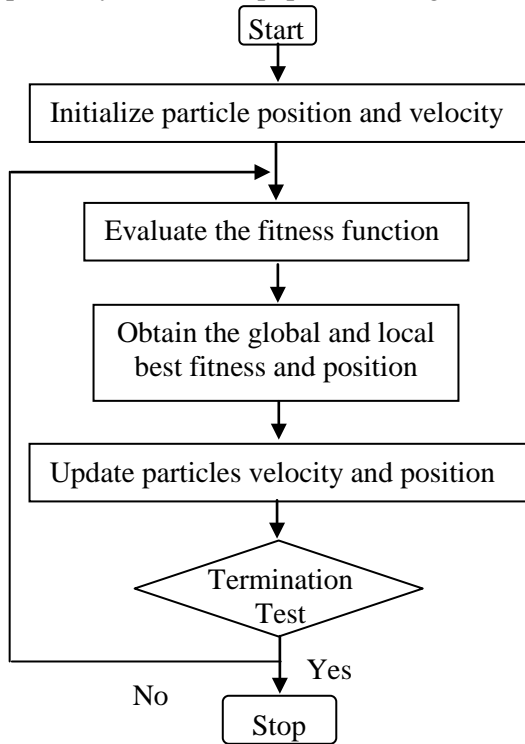 Start
Initialize particle position and velocity
Evaluate the fitness function
Obtain the global and local
best fitness and position
Update particles velocity and position
Termination
Test
Yes
No
Stop